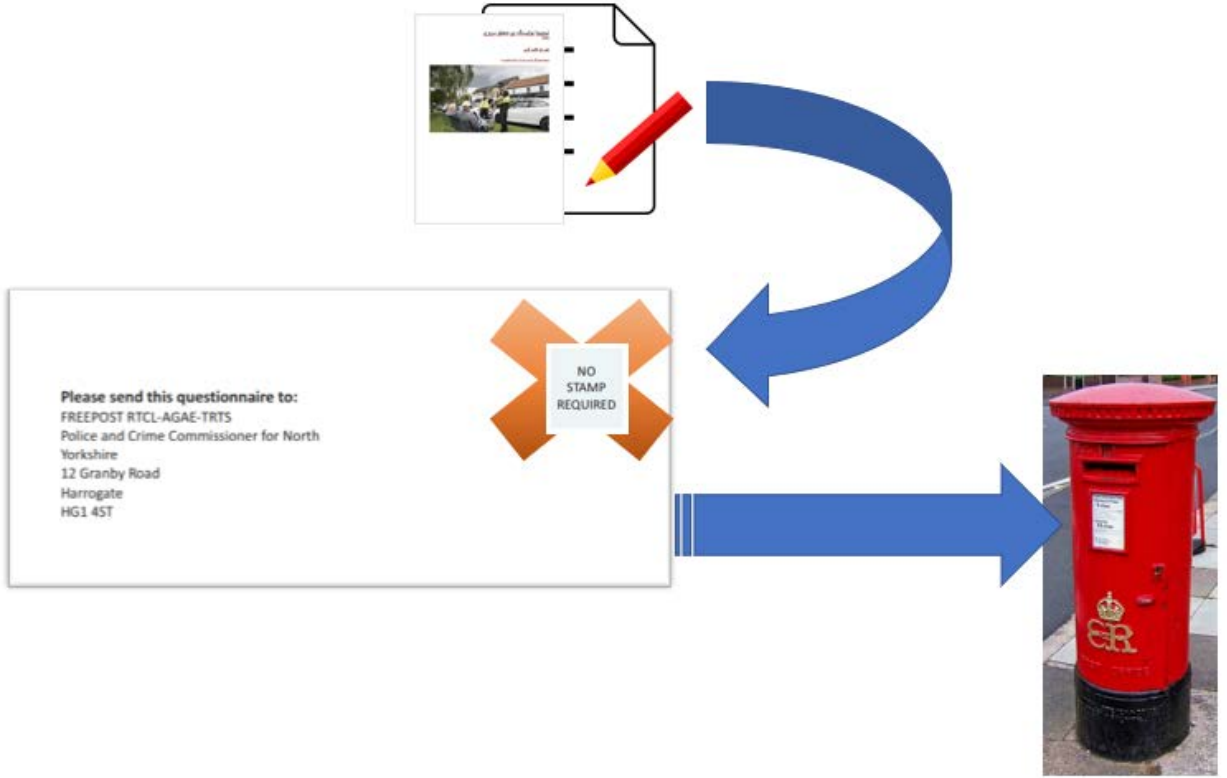 Please send this questionnaire to:
FREEPOST RTCL-AGAE-TRTS
Police and Crime Commissioner for North
Yorkshire
12 Granby Road
Harrogate
HG1 4ST
NO
STAMP
REQUIRED
ER